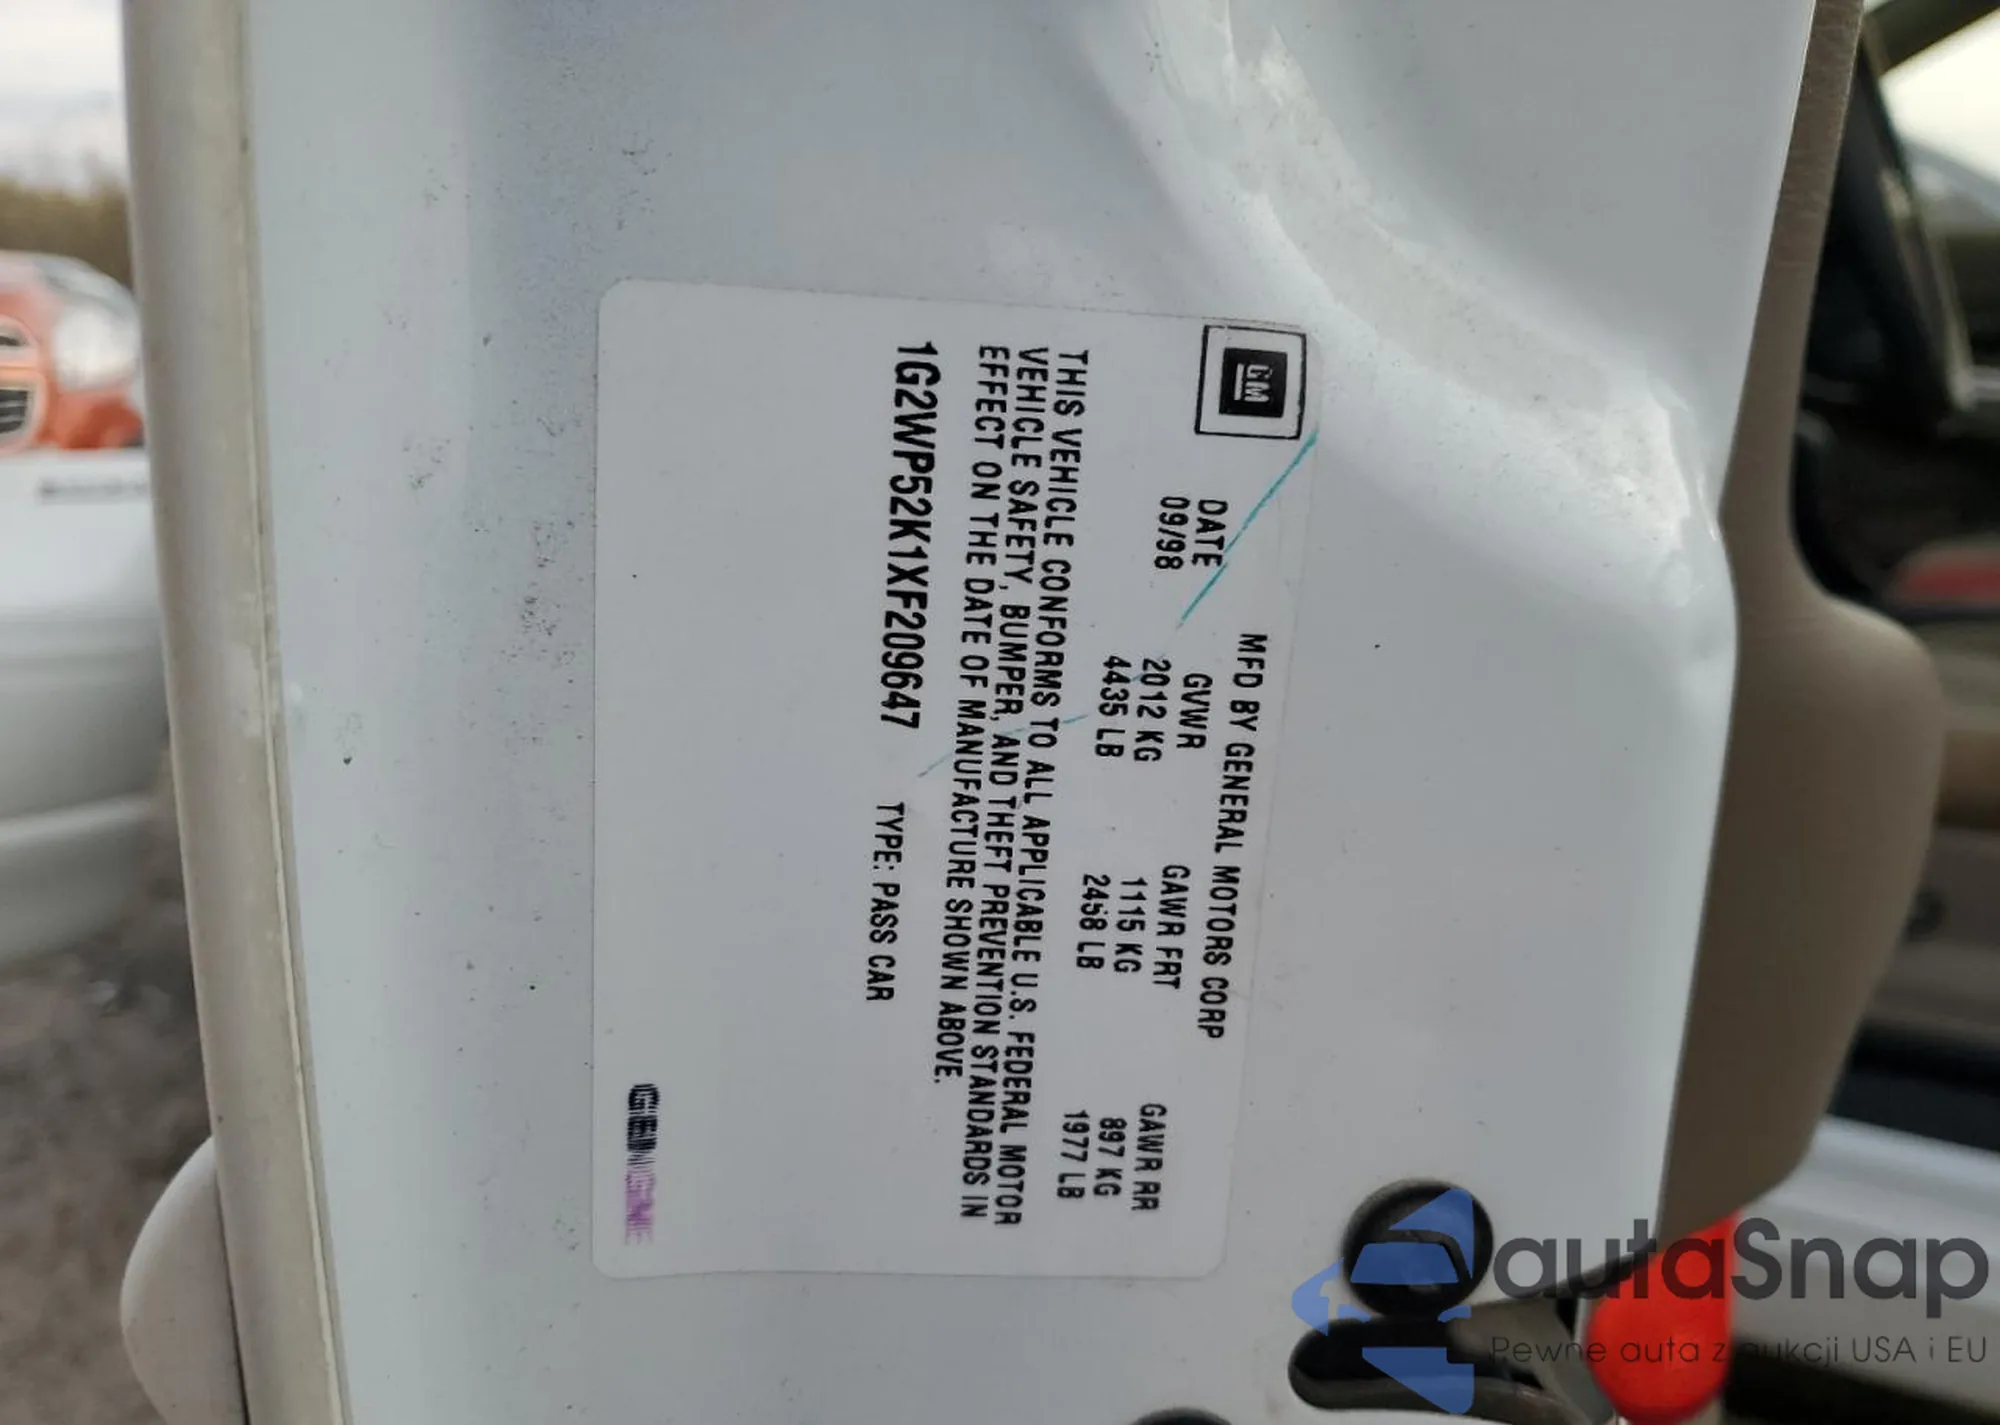 GM
MFD BY GENERAL MOTORS CORP
DATE GVWR GAWR FRT GAWR RR
09/98 2012 KG 1115 KG 897 KG
4435 LB 2458 LB 1977 LB
THIS VEHICLE CONFORMS TO ALL APPLICABLE U.S. FEDERAL MOTOR
VEHICLE SAFETY, BUMPER, AND THEFT PREVENTION STANDARDS IN
EFFECT ON THE DATE OF MANUFACTURE SHOWN ABOVE.
1G2WP52K1XF209647 TYPE: PASS CAR
autaSnap
Pewne auta z aukcji USA i EU